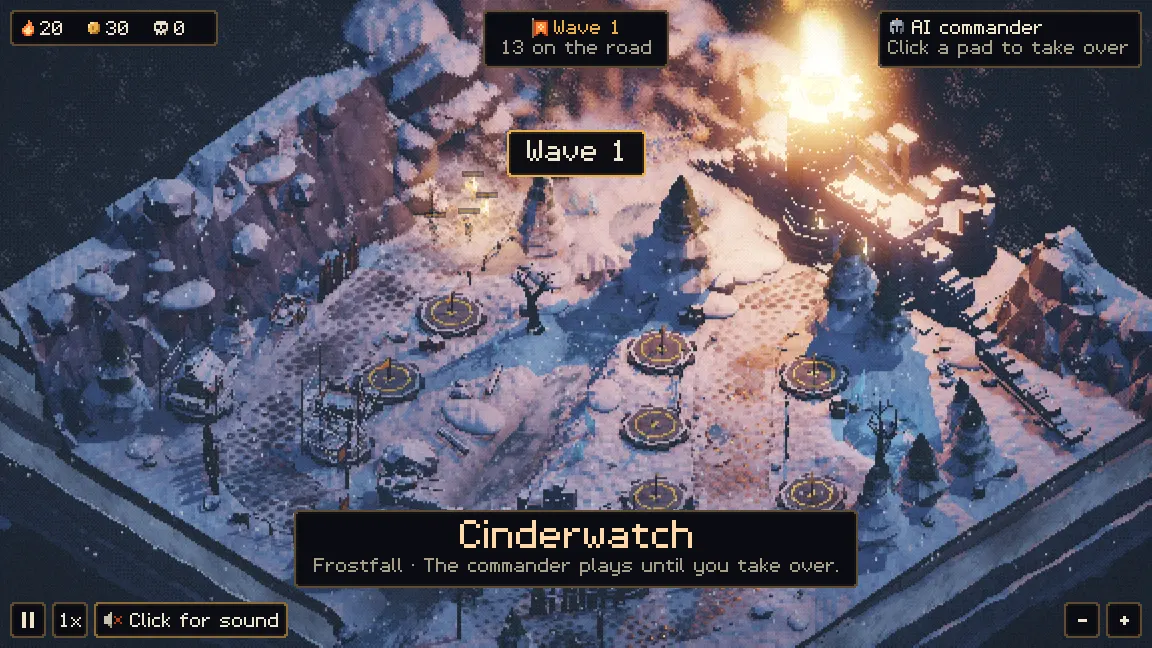 20 30 0
Wave 1
13 on the road
AI commander
Click a pad to take over
Wave 1
Cinderwatch
Frostfall · The commander plays until you take over.
1x
Click for sound
- +